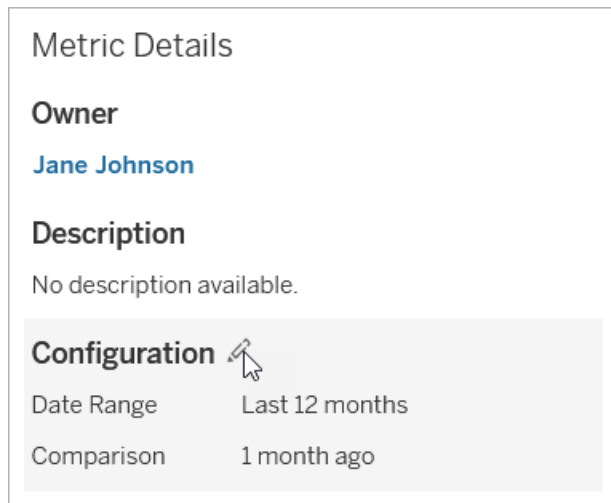 Metric Details
Owner
Jane Johnson
Description
No description available.
Configuration
Date Range Last 12 months
Comparison 1 month ago